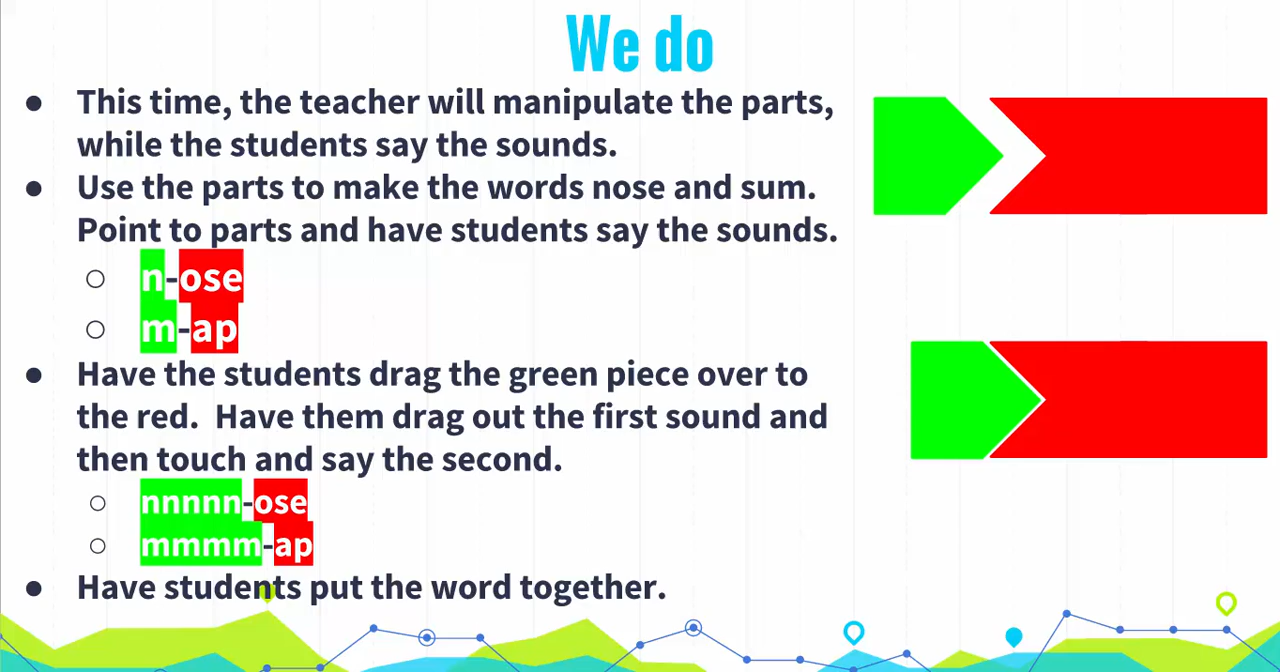 We do
● This time, the teacher will manipulate the parts,
while the students say the sounds.
● Use the parts to make the words nose and sum.
Point to parts and have students say the sounds.
○ n-ose
○ m-ap
● Have the students drag the green piece over to
the red.  Have them drag out the first sound and
then touch and say the second.
○ nnnnn-ose
○ mmmm-ap
● Have students put the word together.